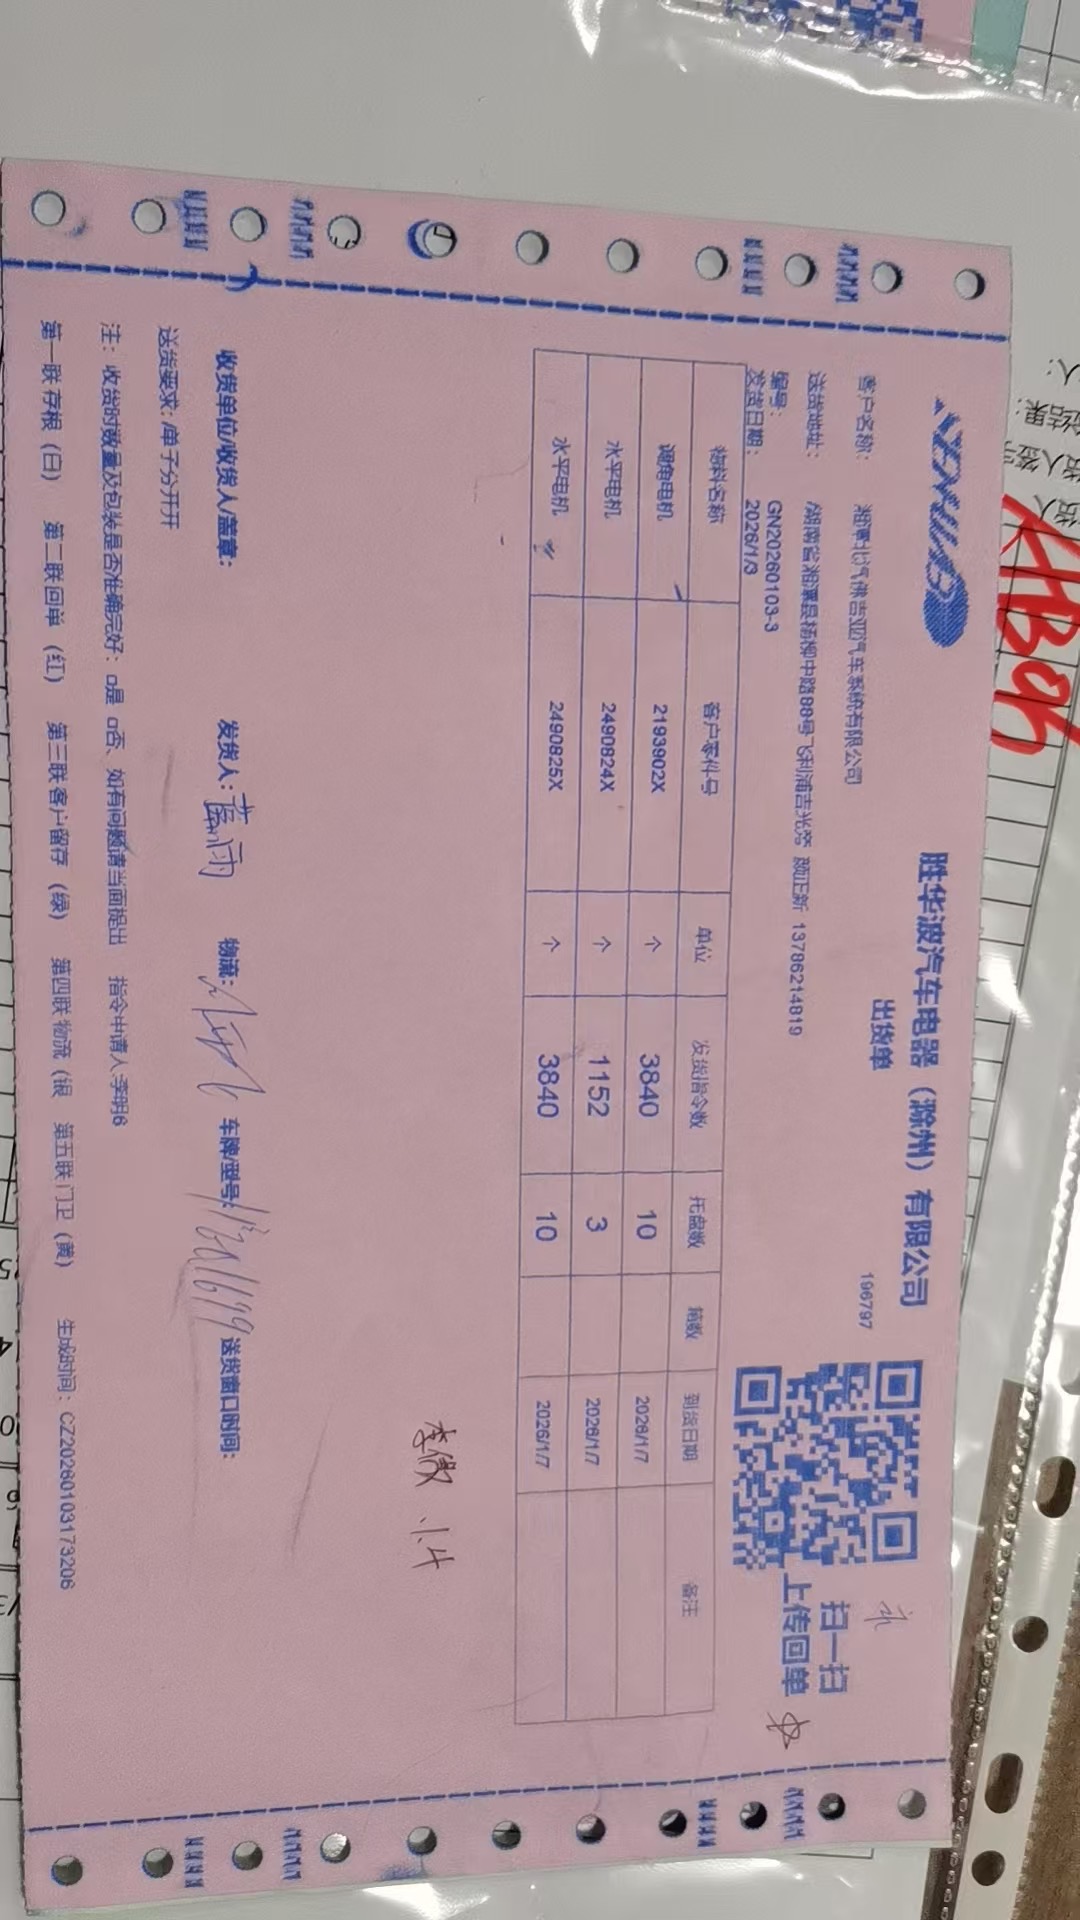 胜华波汽车电器（滁州）有限公司
出货单
196797
扫一扫
上传回单
客户名称： 湘潭北汽佛吉亚汽车系统有限公司
送货地址： 湖南省湘潭县杨柳中路88号飞利浦吉光旁 颜正新 13786214819
编号： GN20260103-3
发货日期： 2026/1/3
物料名称 客户零件号 单位 发货指令数 托盘数 箱数 到货日期 备注
调角电机 2193902X 个 3840 10 2026/1/7
水平电机 2490824X 个 1152 3 2026/1/7
水平电机 2490825X 个 3840 10 2026/1/7
1.4
收货单位/收货人/盖章： 发货人： 物流： 车牌/型号： 送货窗口时间：
送货要求：/单子分开开
注：收货时数量及包装是否准确完好：□是 □否、如有问题请当面提出 指令申请人：李明6
第一联存根（白） 第二联回单（红） 第三联客户留存（绿） 第四联物流（银 第五联门卫（黄） 生成时间：CZ20260103173206